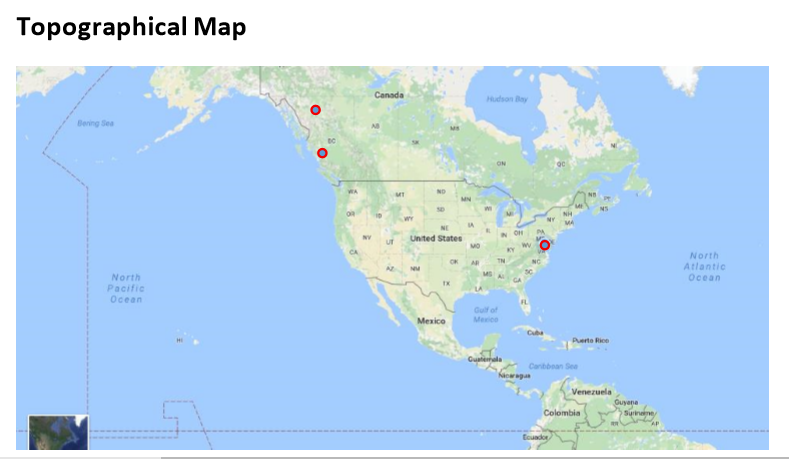 Topographical Map
Canada
Hudson Bay
Bering Sea
AB
MB
BC
SK
ON
QC
NL
NB
PE
NS
WA
MT
ND
MN
ME
OR
ID
WY
SD
WI
MI
NY
NH
MA
NE
IA
IL
IN
OH
PA
NV
UT
United States
MO
KY
WV
VA
CA
AZ
NM
OK
AR
TN
NC
MS
AL
SC
GA
TX
LA
FL
North
Pacific
Ocean
North
Atlantic
Ocean
Gulf of
Mexico
Mexico
HI
Cuba
Puerto Rico
Guatemala
Caribbean Sea
Nicaragua
Venezuela
Guyana
Colombia
Suriname
RR
AP
Ecuador